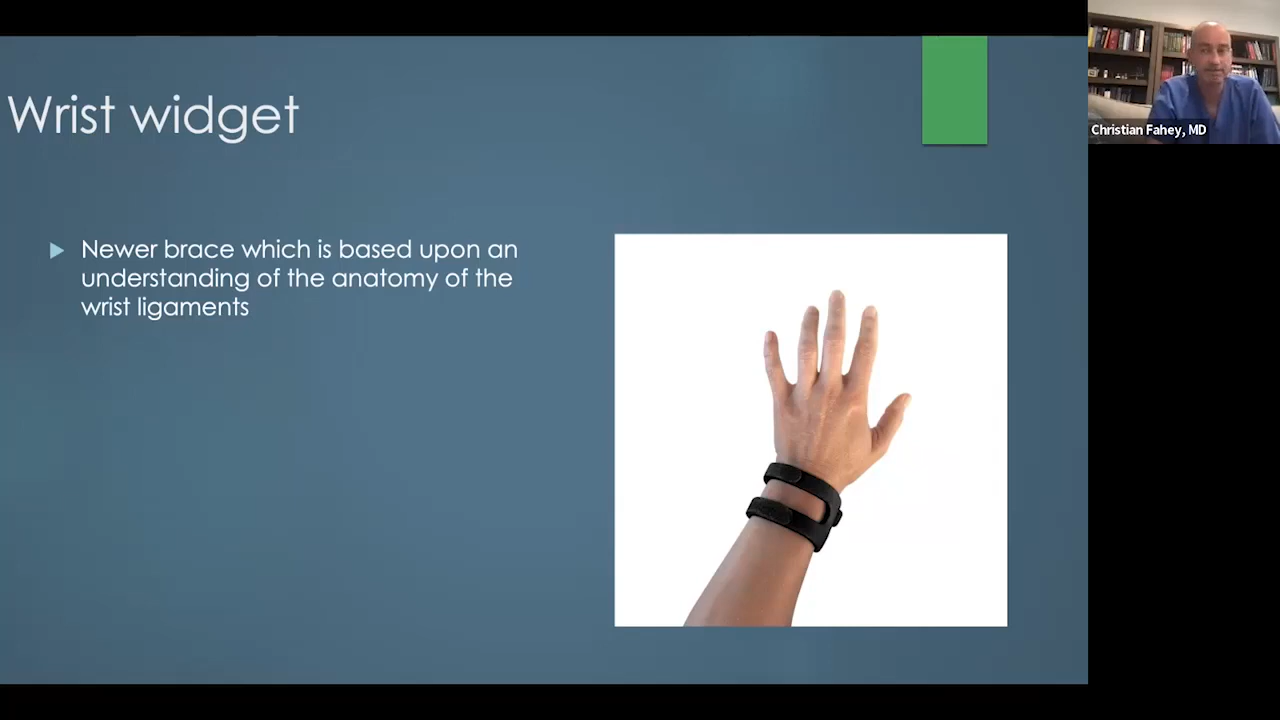 Wrist widget
Newer brace which is based upon an
understanding of the anatomy of the
wrist ligaments
Christian Fahey, MD